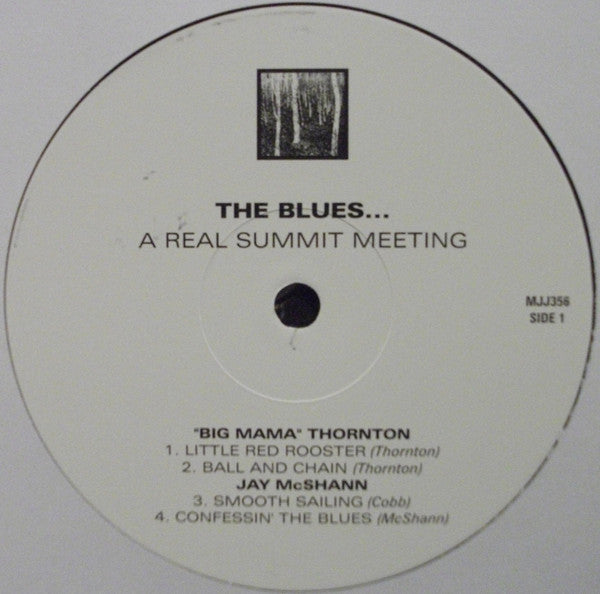 THE BLUES...
A REAL SUMMIT MEETING
MJJ356
SIDE 1
"BIG MAMA" THORNTON
1. LITTLE RED ROOSTER (Thornton)
2. BALL AND CHAIN (Thornton)
JAY McSHANN
3. SMOOTH SAILING (Cobb)
4. CONFESSIN' THE BLUES (McShann)